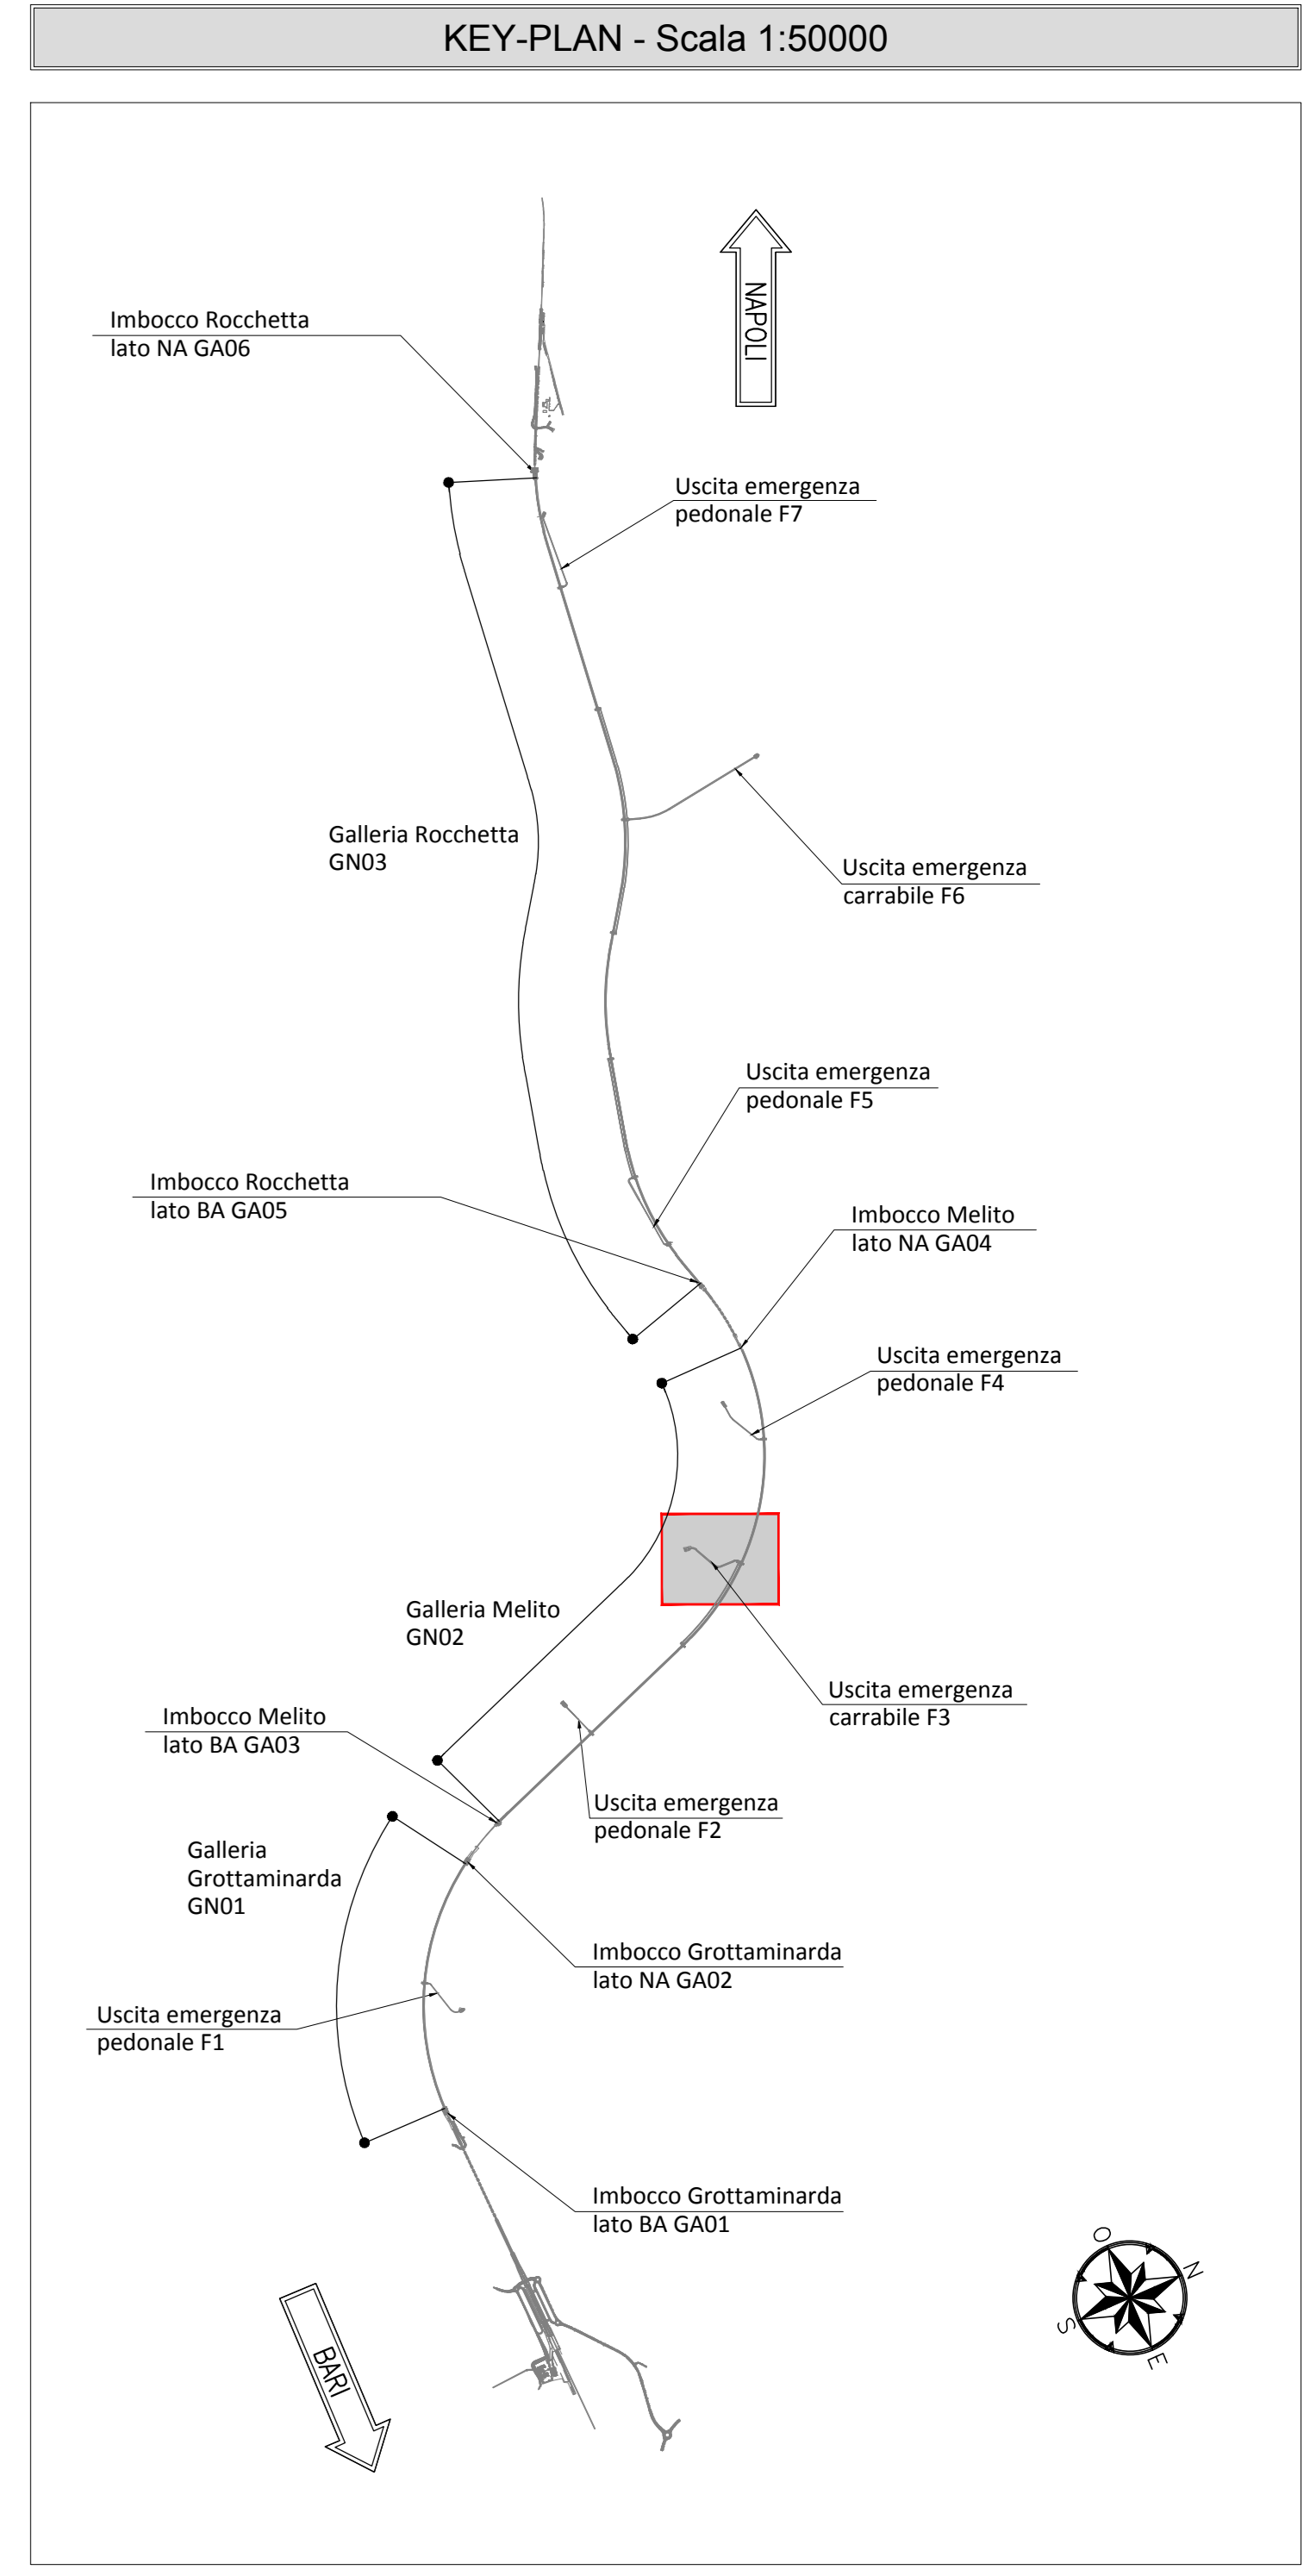 KEY-PLAN - Scala 1:50000
NAPOLI
Imbocco Rocchetta
lato NA GA06
Uscita emergenza
pedonale F7
Galleria Rocchetta
GN03
Uscita emergenza
carrabile F6
Uscita emergenza
pedonale F5
Imbocco Rocchetta
lato BA GA05
Imbocco Melito
lato NA GA04
Uscita emergenza
pedonale F4
Galleria Melito
GN02
Uscita emergenza
carrabile F3
Imbocco Melito
lato BA GA03
Uscita emergenza
pedonale F2
Galleria
Grottaminarda
GN01
Imbocco Grottaminarda
lato NA GA02
Uscita emergenza
pedonale F1
Imbocco Grottaminarda
lato BA GA01
BARI
O
N
S
E